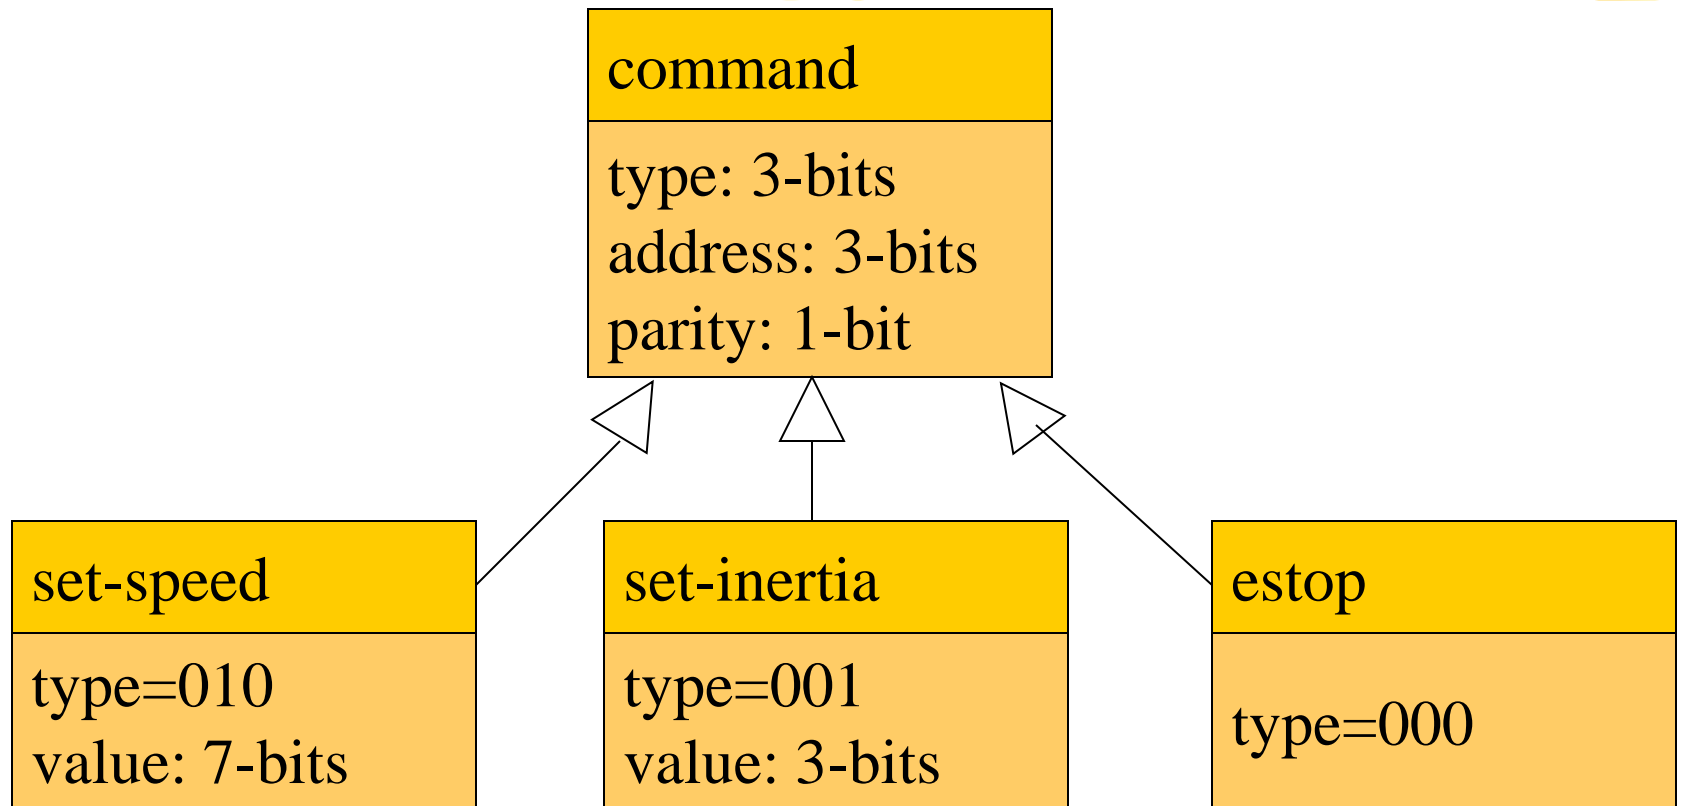 command
type: 3-bits
address: 3-bits
parity: 1-bit
set-speed
type=010
value: 7-bits
set-inertia
type=001
value: 3-bits
estop
type=000